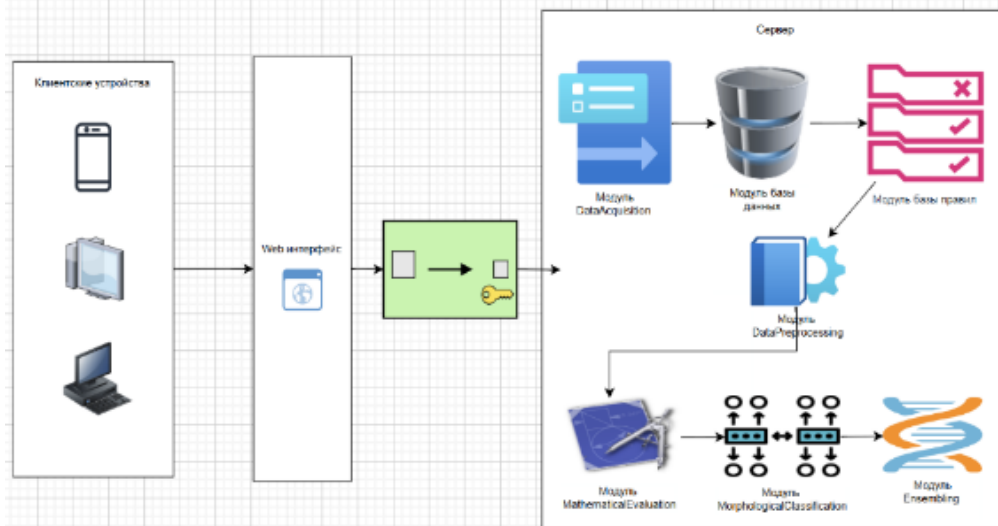 Сервер
Клиентские устройства
Модуль
DataAcquisition
Модуль базы
данных
Модуль базы правил
Web интерфейс
Модуль
DataPreprocessing
Модуль
MathematicalEvaluation
Модуль
MorphologicalClassification
Модуль
Ensembling